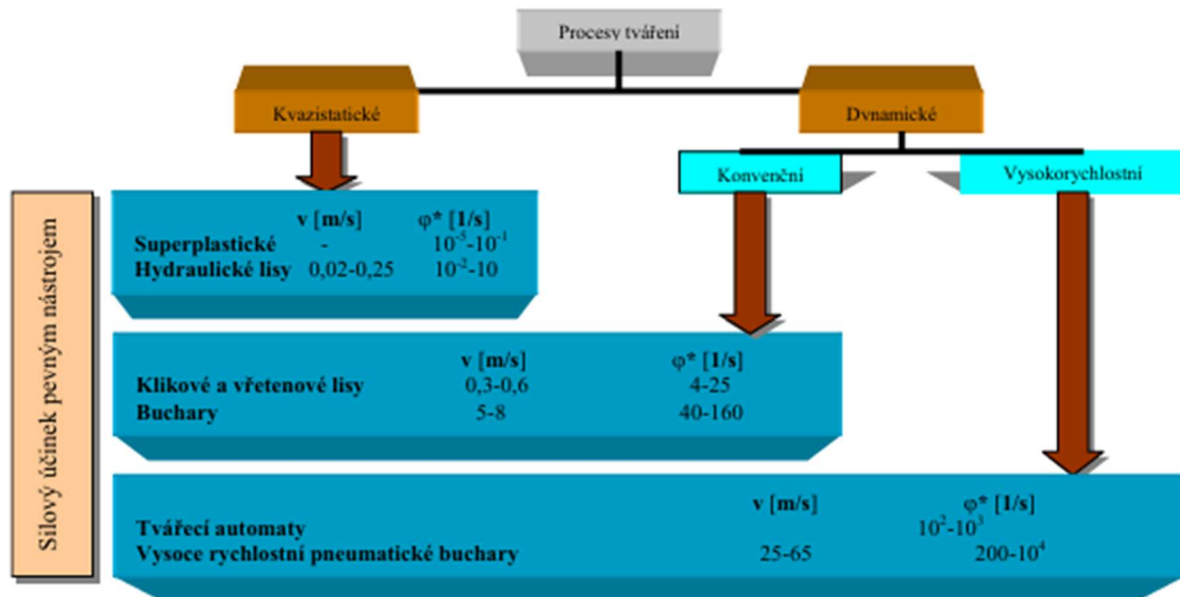 Procesy tváření
Kvazistatické
Dynamické
Konvenční
Vysokorychlostní
Silový účinek pevným nástrojem
v [m/s] φ* [1/s]
Superplastické - 10⁻⁵-10⁻¹
Hydraulické lisy 0,02-0,25 10⁻²-10
v [m/s] φ* [1/s]
Klikové a vřetenové lisy 0,3-0,6 4-25
Buchary 5-8 40-160
v [m/s] φ* [1/s]
Tvářecí automaty 10²-10³
Vysoce rychlostní pneumatické buchary 25-65 200-10⁴